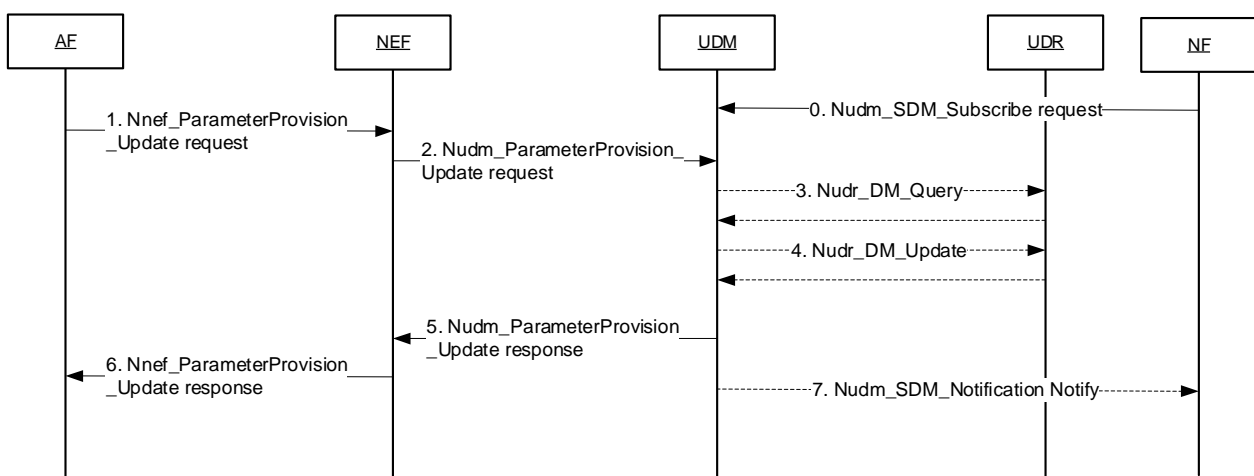 AF
NEF
UDM
UDR
NF
0. Nudm_SDM_Subscribe request
1. Nnef_ParameterProvision
_Update request
2. Nudm_ParameterProvision_
Update request
3. Nudr_DM_Query
4. Nudr_DM_Update
5. Nudm_ParameterProvision
_Update response
6. Nnef_ParameterProvision
_Update response
7. Nudm_SDM_Notification Notify